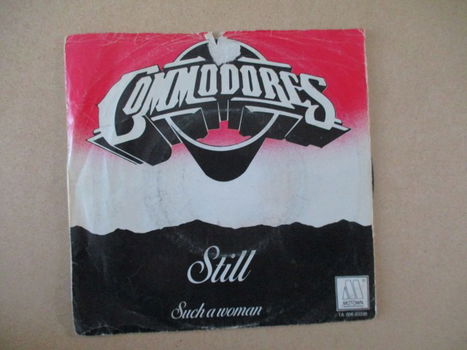 COMMODORES
Still
Such a woman
M
MOTOWN